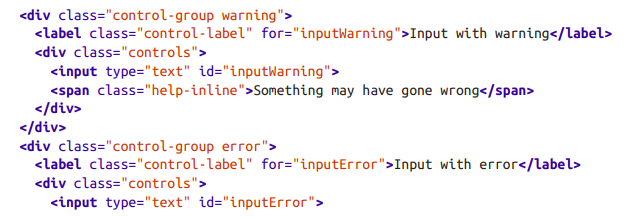 <div class="control-group warning">
  <label class="control-label" for="inputWarning">Input with warning</label>
  <div class="controls">
    <input type="text" id="inputWarning">
    <span class="help-inline">Something may have gone wrong</span>
  </div>
</div>
<div class="control-group error">
  <label class="control-label" for="inputError">Input with error</label>
  <div class="controls">
    <input type="text" id="inputError">